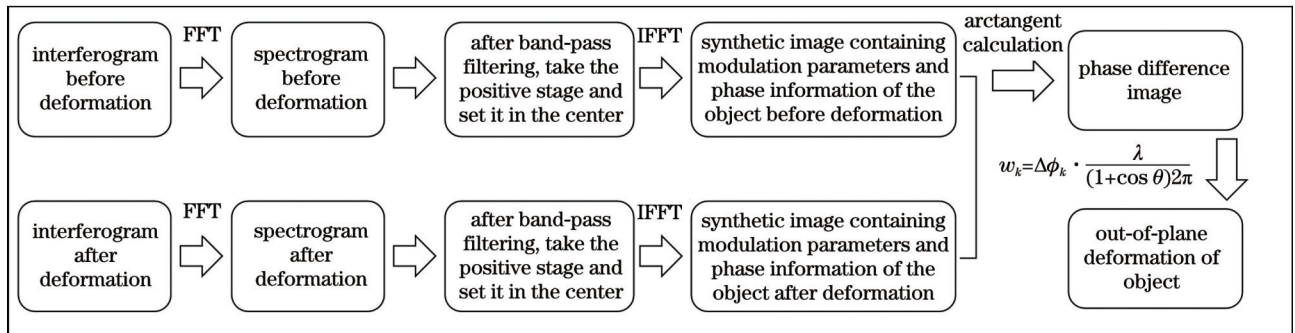 interferogram
before
deformation
FFT
spectrogram
before
deformation
after band-pass
filtering, take the
positive stage and
set it in the center
IFFT
synthetic image containing
modulation parameters and
phase information of the
object before deformation
arctangent
calculation
phase difference
image
w_k=Δϕ_k · λ/((1+cos θ)2π)
interferogram
after
deformation
FFT
spectrogram
after
deformation
after band-pass
filtering, take the
positive stage and
set it in the center
IFFT
synthetic image containing
modulation parameters and
phase information of the
object after deformation
out-of-plane
deformation of
object